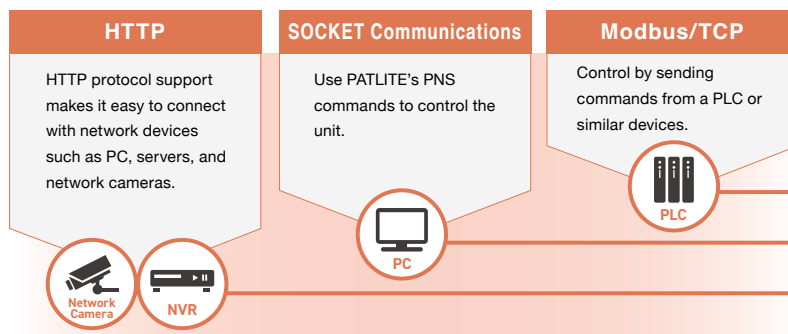 HTTP
HTTP protocol support
makes it easy to connect
with network devices
such as PC, servers, and
network cameras.
Network
Camera
NVR
SOCKET Communications
Use PATLITE's PNS
commands to control the
unit.
PC
Modbus/TCP
Control by sending
commands from a PLC or
similar devices.
PLC